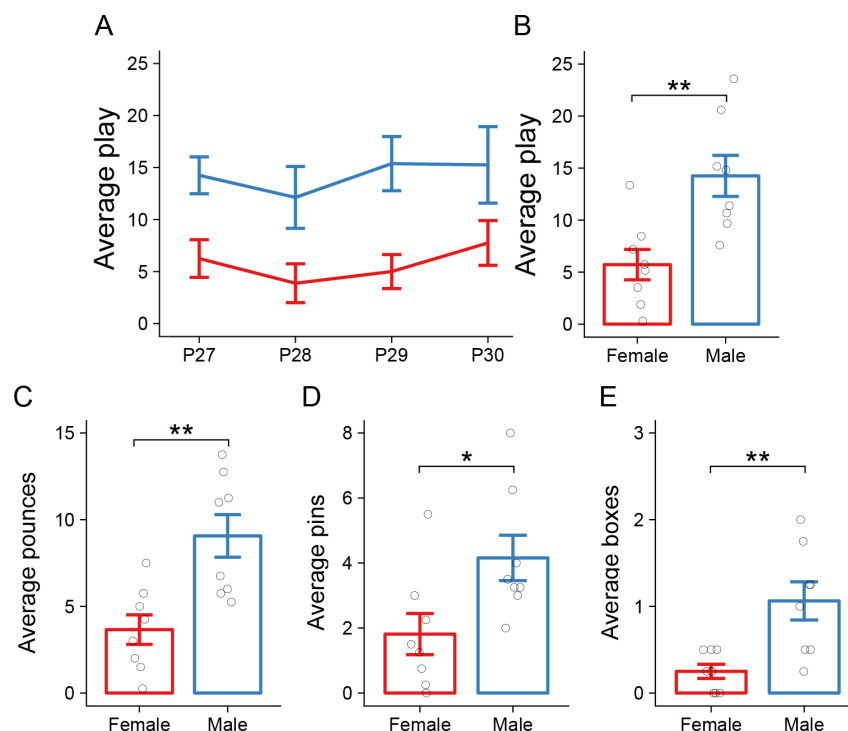 A
Average play
25
20
15
10
5
0
P27 P28 P29 P30
B
Average play
25
20
15
10
5
0
**
Female Male
C
Average pounces
15
10
5
0
**
Female Male
D
Average pins
8
6
4
2
0
*
Female Male
E
Average boxes
3
2
1
0
**
Female Male